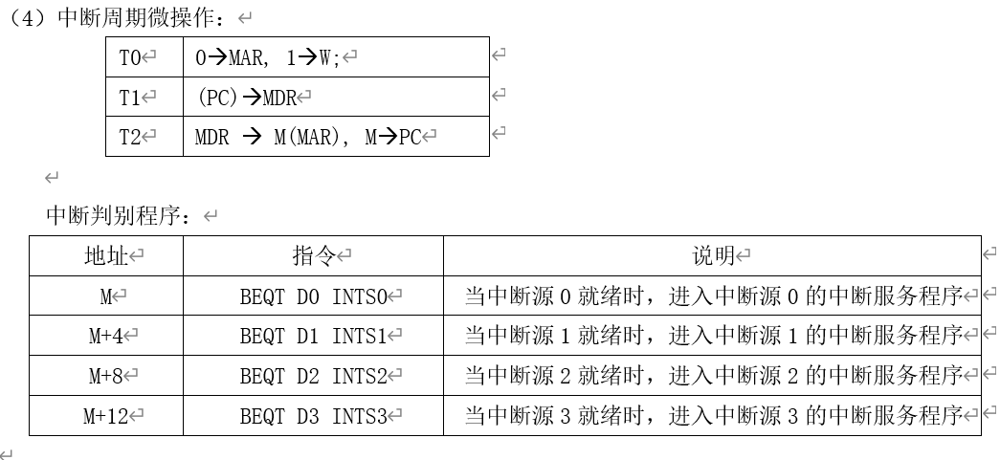 （4）中断周期微操作：
T0 0→MAR, 1→W;
T1 (PC)→MDR
T2 MDR → M(MAR), M→PC
中断判别程序：
地址 指令 说明
M BEQT D0 INTS0 当中断源 0 就绪时，进入中断源 0 的中断服务程序
M+4 BEQT D1 INTS1 当中断源 1 就绪时，进入中断源 1 的中断服务程序
M+8 BEQT D2 INTS2 当中断源 2 就绪时，进入中断源 2 的中断服务程序
M+12 BEQT D3 INTS3 当中断源 3 就绪时，进入中断源 3 的中断服务程序